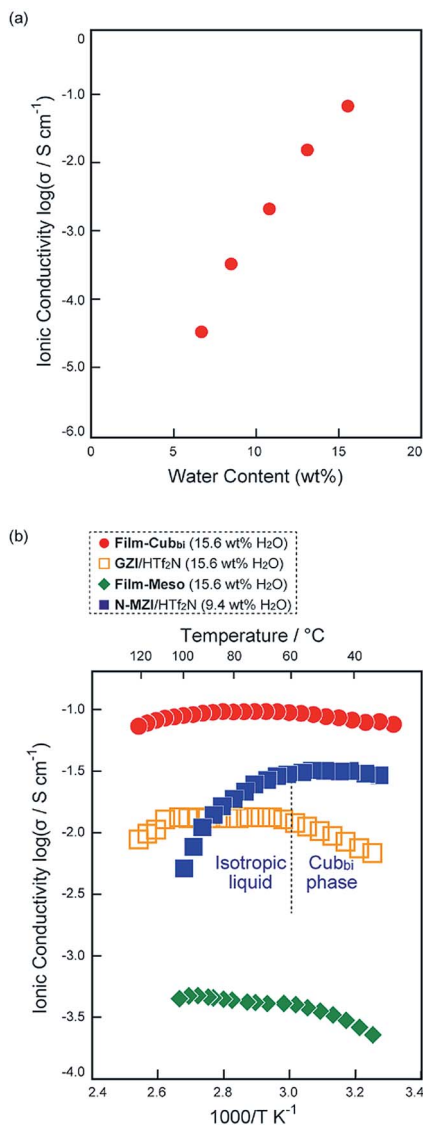 (a)
0
-1.0
-2.0
-3.0
-4.0
-5.0
-6.0
Ionic Conductivity log(σ / S cm⁻¹)
0 5 10 15 20
Water Content (wt%)
(b)
Film-Cub_bi (15.6 wt% H₂O)
GZI/HTf₂N (15.6 wt% H₂O)
Film-Meso (15.6 wt% H₂O)
N-MZI/HTf₂N (9.4 wt% H₂O)
Temperature / °C
120 100 80 60 40
-1.0
-1.5
-2.0
-2.5
-3.0
-3.5
-4.0
Ionic Conductivity log(σ / S cm⁻¹)
Isotropic
liquid
Cub_bi
phase
2.4 2.6 2.8 3.0 3.2 3.4
1000/T K⁻¹